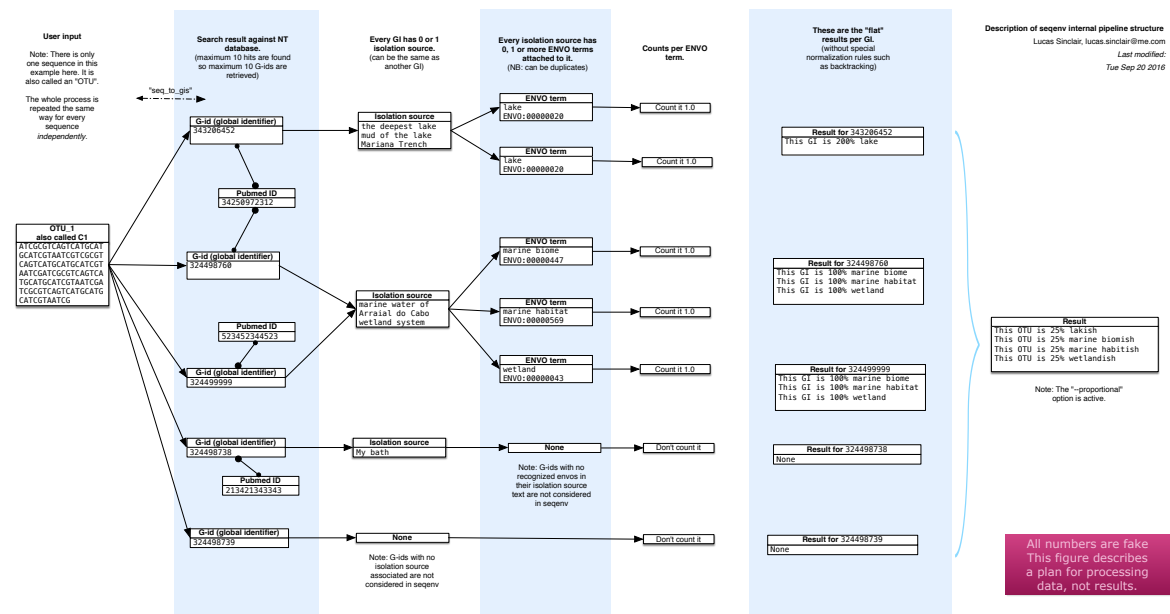 User input
Note: There is only
one sequence in this
example here. It is
also called an "OTU".
The whole process is
repeated the same
way for every
sequence
independently.
"seq_to_gis"
OTU_1
also called C1
ATCGCGTCAGTCATGCAT
GCATCGTAATCGTCGCGT
CAGTCATGCATGCATCGT
AATCGATCGCGTCAGTCA
TGCATGCATCGTAATCGA
TCGCGTCAGTCATGCATG
CATCGTAATCG
Search result against NT
database.
(maximum 10 hits are found
so maximum 10 G-ids are
retrieved)
G-id (global identifier)
343206452
Pubmed ID
34250972312
G-id (global identifier)
324498760
Pubmed ID
523452344523
G-id (global identifier)
324499999
G-id (global identifier)
324498738
Pubmed ID
213421343343
G-id (global identifier)
324498739
Every GI has 0 or 1
isolation source.
(can be the same as
another GI)
Isolation source
the deepest lake
mud of the lake
Mariana Trench
Isolation source
marine water of
Arraial do Cabo
wetland system
Isolation source
My bath
None
Note: G-ids with no
isolation source
associated are not
considered in seqenv
Every isolation source has
0, 1 or more ENVO terms
attached to it.
(NB: can be duplicates)
ENVO term
lake
ENVO:00000020
ENVO term
lake
ENVO:00000020
ENVO term
marine biome
ENVO:00000447
ENVO term
marine habitat
ENVO:00000569
ENVO term
wetland
ENVO:00000043
None
Note: G-ids with no
recognized envos in
their isolation source
text are not considered
in seqenv
Counts per ENVO
term.
Count it 1.0
Count it 1.0
Count it 1.0
Count it 1.0
Count it 1.0
Don't count it
Don't count it
These are the "flat"
results per GI.
(without special
normalization rules such
as backtracking)
Result for 343206452
This GI is 200% lake
Result for 324498760
This GI is 100% marine biome
This GI is 100% marine habitat
This GI is 100% wetland
Result for 324499999
This GI is 100% marine biome
This GI is 100% marine habitat
This GI is 100% wetland
Result for 324498738
None
Result for 324498739
None
Description of seqenv internal pipeline structure
Lucas Sinclair, lucas.sinclair@me.com
Last modified:
Tue Sep 20 2016
Result
This OTU is 25% lakish
This OTU is 25% marine biomish
This OTU is 25% marine habitish
This OTU is 25% wetlandish
Note: The "--proportional"
option is active.
All numbers are fake
This figure describes
a plan for processing
data, not results.